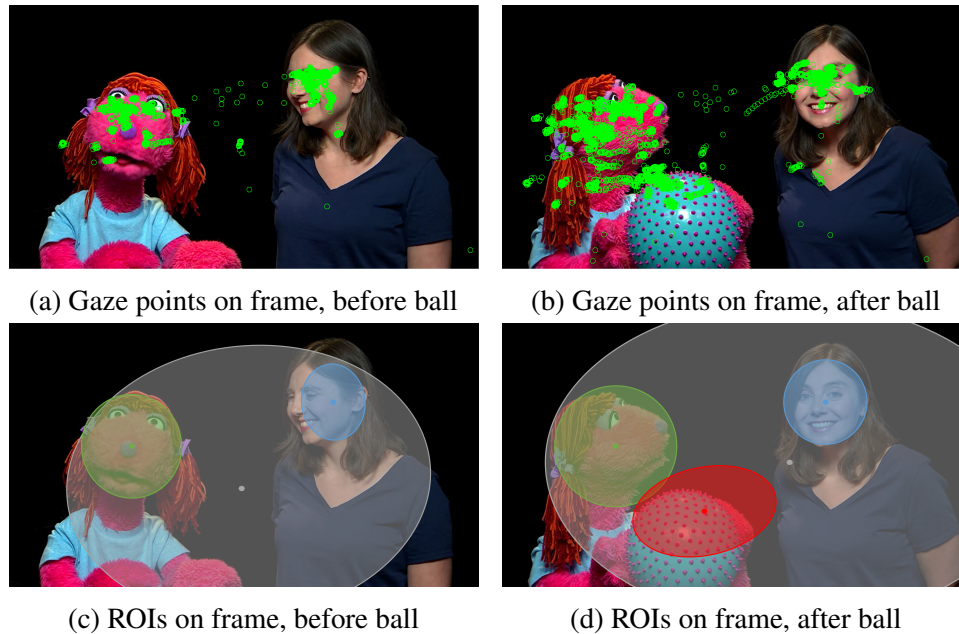 (a) Gaze points on frame, before ball
(b) Gaze points on frame, after ball
(c) ROIs on frame, before ball
(d) ROIs on frame, after ball